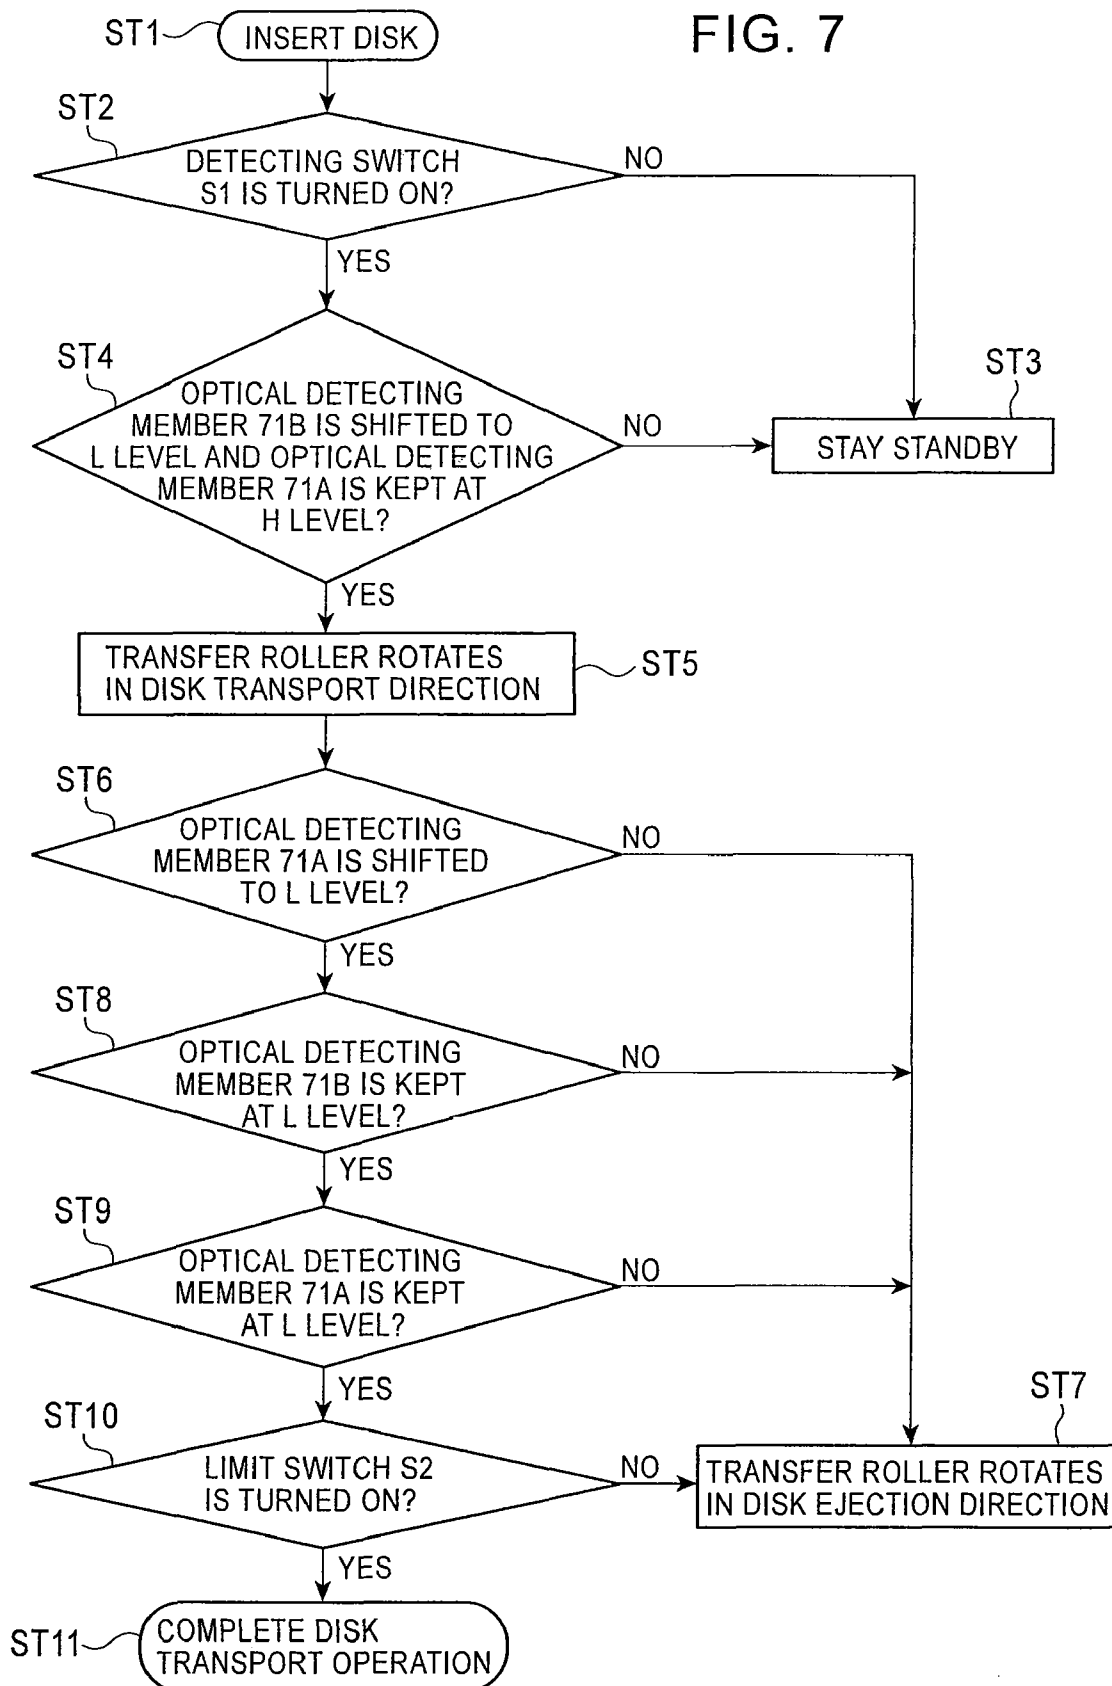 FIG. 7
ST1
INSERT DISK
ST2
DETECTING SWITCH
S1 IS TURNED ON?
NO
YES
ST4
OPTICAL DETECTING
MEMBER 71B IS SHIFTED TO
L LEVEL AND OPTICAL DETECTING
MEMBER 71A IS KEPT AT
H LEVEL?
NO
ST3
STAY STANDBY
YES
TRANSFER ROLLER ROTATES
IN DISK TRANSPORT DIRECTION
ST5
ST6
OPTICAL DETECTING
MEMBER 71A IS SHIFTED
TO L LEVEL?
NO
YES
ST8
OPTICAL DETECTING
MEMBER 71B IS KEPT
AT L LEVEL?
NO
YES
ST9
OPTICAL DETECTING
MEMBER 71A IS KEPT
AT L LEVEL?
NO
YES
ST10
LIMIT SWITCH S2
IS TURNED ON?
NO
ST7
TRANSFER ROLLER ROTATES
IN DISK EJECTION DIRECTION
YES
ST11
COMPLETE DISK
TRANSPORT OPERATION